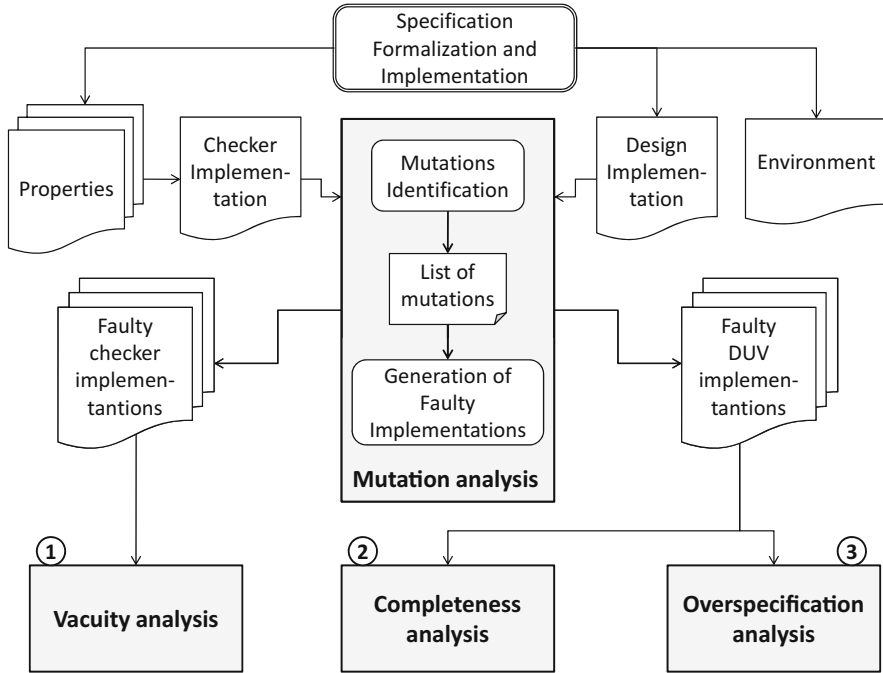 Specification
Formalization and
Implementation
Properties
Checker
Implemen-
tation
Mutations
Identification
List of
mutations
Generation of
Faulty
Implementations
Mutation analysis
Design
Implemen-
tation
Environment
Faulty
checker
implemen-
tantions
Faulty
DUV
implemen-
tantions
1
Vacuity analysis
2
Completeness
analysis
3
Overspecification
analysis